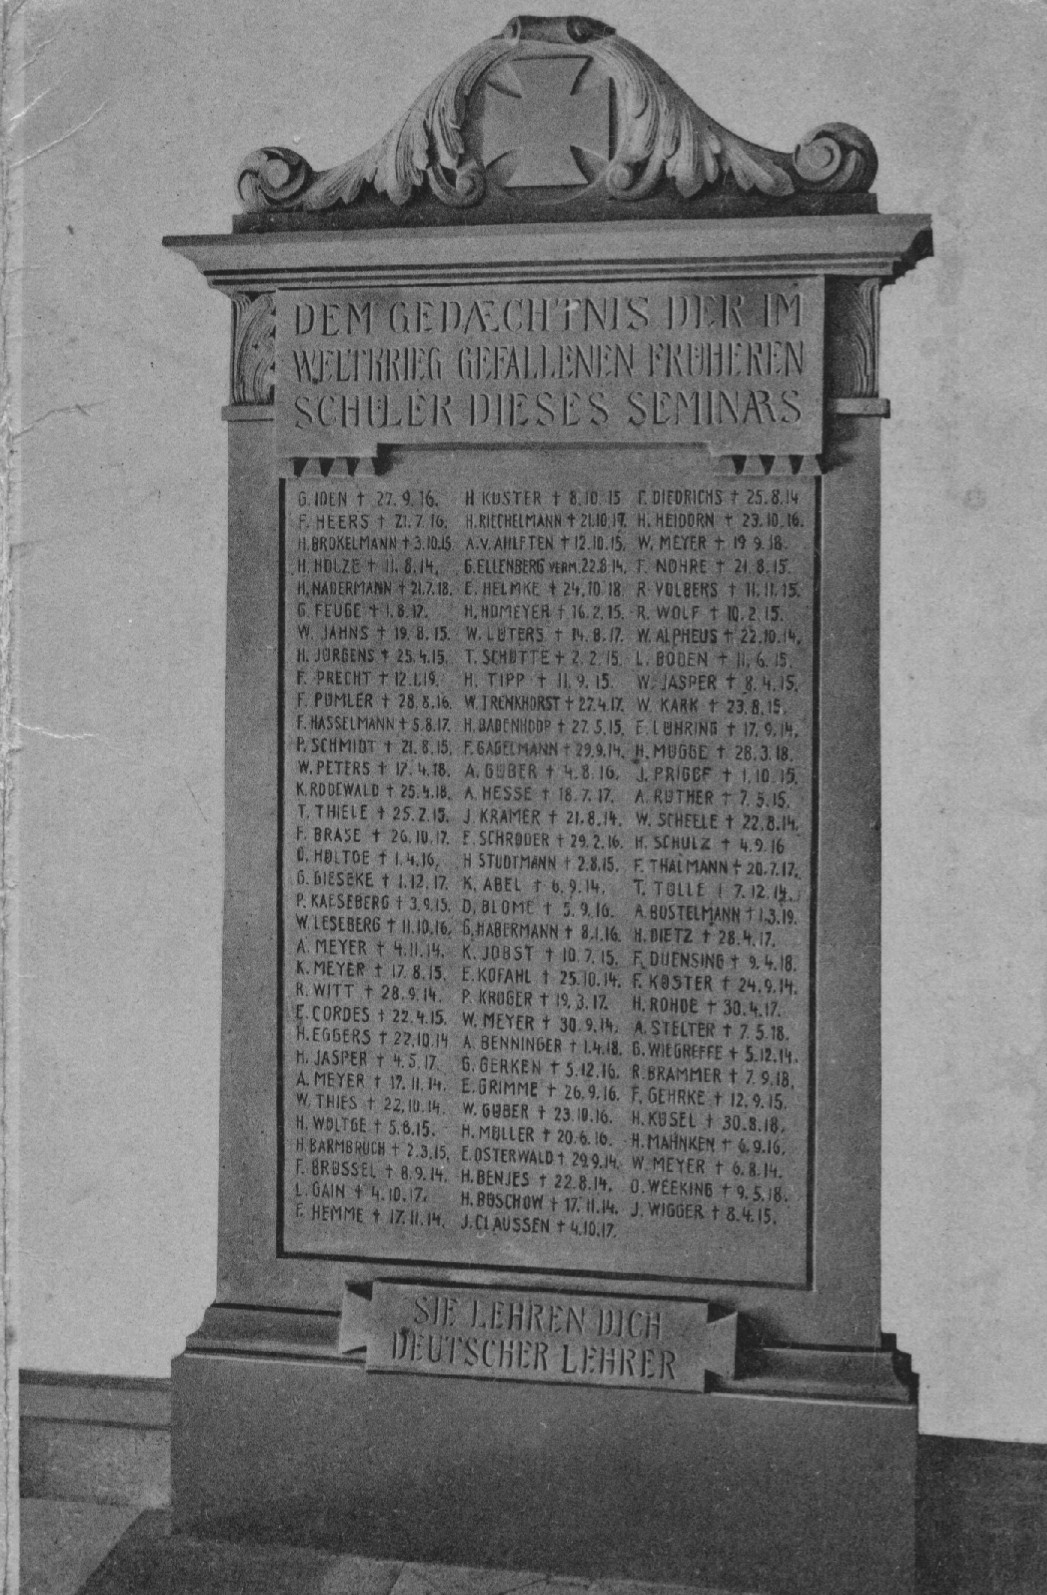 DEM GEDÆCHTNIS DER IM
WELTKRIEG GEFALLENEN FRÜHEREN
SCHÜLER DIESES SEMINARS
G. IDEN † 27. 9. 16.
F. HEERS † 21. 7. 16.
H. BROKELMANN † 3. 10. 15
H. HOLZE † 11. 8. 14.
H. NADERMANN † 21. 7. 18.
G. FEUGE † 1. 8. 17.
W. JAHNS † 19. 8. 15.
H. JÜRGENS † 25. 4. 15.
F. PRECHT † 12. 1. 19.
F. PÜMLER † 28. 8. 16.
F. HASSELMANN † 5. 8. 17.
P. SCHMIDT † 21. 8. 15.
W. PETERS † 17. 4. 18.
K. RODEWALD † 25. 4. 18.
T. THIELE † 25. 2. 15.
F. BRASE † 26. 10. 17.
O. HÖLTGE † 1. 4. 16.
G. GIESEKE † 1. 12. 17.
P. KAESEBERG † 3. 9. 15.
W. LESEBERG † 11. 10. 16.
A. MEYER † 4. 11. 14.
K. MEYER † 17. 8. 15.
R. WITT † 28. 9. 14.
E. CORDES † 22. 4. 15.
H. EGGERS † 22. 10. 14
H. JASPER † 4. 5. 17.
A. MEYER † 17. 11. 14.
W. THIES † 22. 10. 14.
H. WÖLTGE † 5. 8. 15.
H. BARMBRUCH † 2. 3. 15.
F. BRÜSSEL † 8. 9. 14.
L. GAIN † 4. 10. 17.
F. HEMME † 17. 11. 14.
H KÜSTER † 8. 10. 15
H. RIECHELMANN † 21. 10. 17.
A. V. AHLFTEN † 12. 10. 15.
G. ELLENBERG VERM. 22. 8. 14.
E. HELMKE † 24. 10. 18.
H. HOMEYER † 16. 2. 15.
W. LÜTERS † 14. 8. 17.
T. SCHÜTTE † 2. 2. 15.
H. TIPP † 11. 9. 15.
W. TRENKHORST † 22. 4. 17.
H. BADENHOOP † 27. 5. 15.
F. GADELMANN † 29. 9. 14.
A. GÖBER † 4. 8. 16.
A. HESSE † 18. 7. 17.
J. KRAMER † 21. 8. 14.
E. SCHRÖDER † 29. 2. 16.
H STUDTMANN † 2. 8. 15.
K. ABEL † 6. 9. 14.
D. BLOME † 5. 9. 16.
G. HABERMANN † 8. 1. 16.
K. JOBST † 10. 7. 15.
E. KOFAHL † 25. 10. 14.
P. KRÜGER † 19. 3. 17.
W. MEYER † 30. 9. 14.
A. BENNINGER † 1. 4. 18.
G. GERKEN † 5. 12. 16.
E. GRIMME † 26. 9. 16.
W. GÖBER † 23. 10. 16.
H. MÜLLER † 20. 6. 16.
E. OSTERWALD † 29. 9. 14.
H. BENJES † 22. 8. 14.
H. BÖSCHOW † 17. 11. 14.
J. CLAUSSEN † 4. 10. 17.
DIEDRICHS † 25. 8. 14
H. HEIDORN † 23. 10. 16.
W. MEYER † 19 9. 18.
F. NOHRE † 21. 8. 15.
R. VOLBERS † 11. 11. 15.
R. WOLF † 10. 2. 15.
W. ALPHEUS † 22. 10. 14.
L. BODEN † 11. 6. 15.
W. JASPER † 8. 4. 15.
W. KARK † 23. 8. 15.
E. LÜHRING † 17. 9. 14.
H. MÜGGE † 28. 3. 18.
J. PRIGGE † 1. 10. 15.
A. RÜTHER † 7. 5. 15.
W. SCHEELE † 22. 8. 14.
H. SCHULZ † 4. 9. 16
F. THALMANN † 20. 7. 17.
T. TÖLLE † 7. 12. 14.
A. BÜSTELMANN † 1. 3. 19.
H. DIETZ † 28. 4. 17.
F. DUENSING † 9. 4. 18.
F. KÖSTER † 24. 9. 14.
H. ROHDE † 30. 4. 17.
A. STELTER † 7. 5. 18.
G. WIEGREFFE † 5. 12. 14.
R. BRAMMER † 7. 9. 18.
F. GEHRKE † 12. 9. 15.
H. KÜSEL † 30. 8. 18.
H. MAHNKEN † 6. 9. 16.
W. MEYER † 6. 8. 14.
O. WEEKING † 9. 5. 18.
J. WIGGER † 8. 4. 15.
SIE LEHREN DICH
DEUTSCHER LEHRER